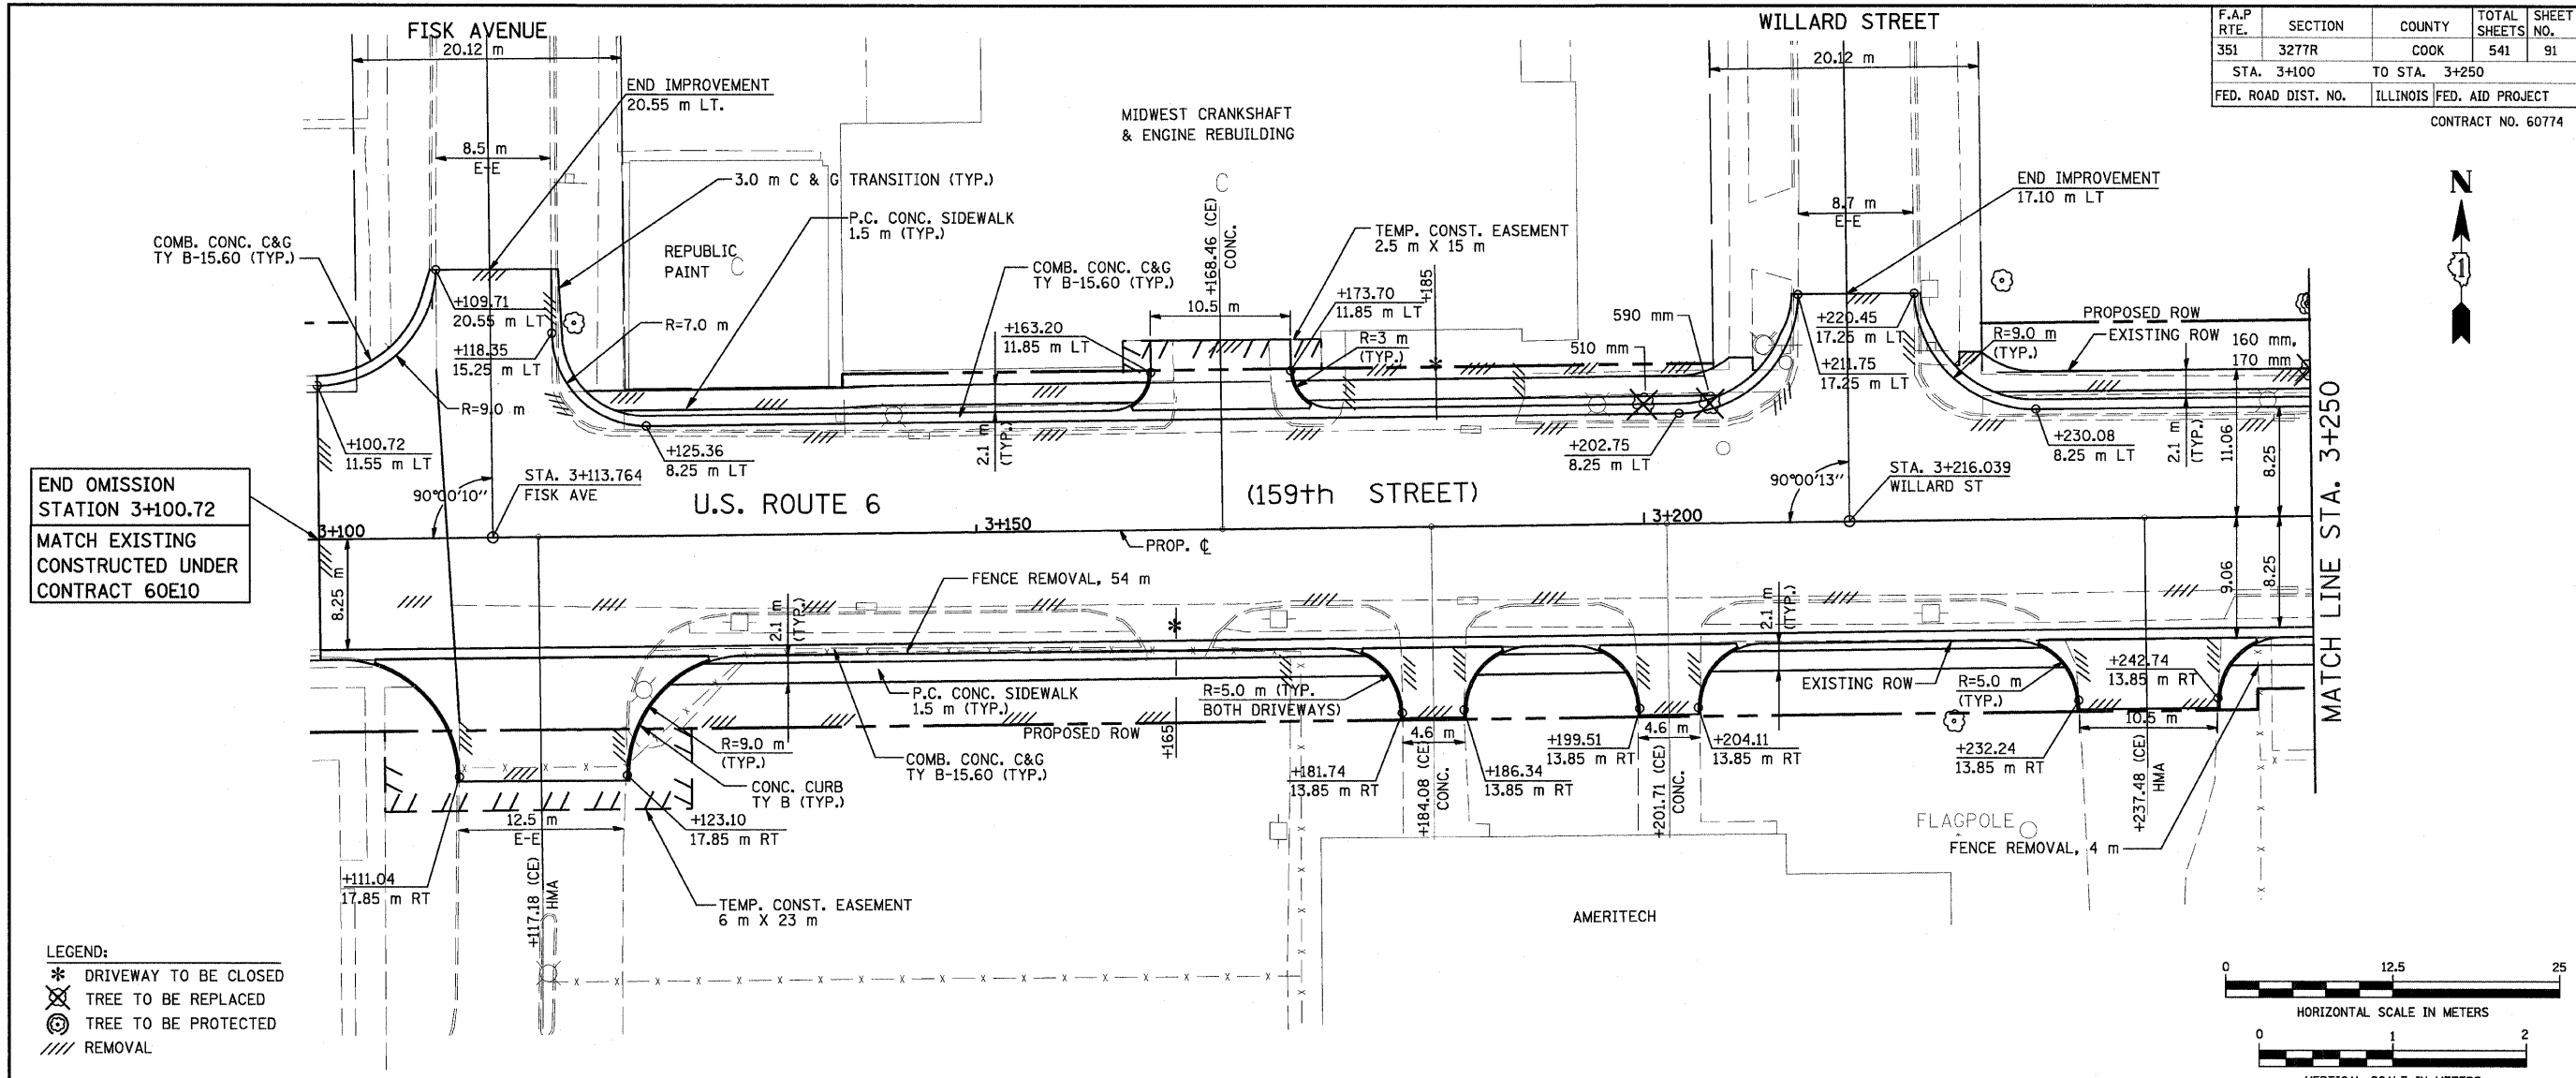 FISK AVENUE
20.12 m
WILLARD STREET
20.12 m
F.A.P RTE.
SECTION
COUNTY
TOTAL SHEETS
SHEET NO.
351
3277R
COOK
541
91
STA. 3+100 TO STA. 3+250
FED. ROAD DIST. NO.
ILLINOIS
FED. AID PROJECT
CONTRACT NO. 60774
END IMPROVEMENT
20.55 m LT.
8.5 m
E-E
3.0 m C & G TRANSITION (TYP.)
P.C. CONC. SIDEWALK
1.5 m (TYP.)
COMB. CONC. C&G
TY B-15.60 (TYP.)
REPUBLIC
PAINT
C
MIDWEST CRANKSHAFT
& ENGINE REBUILDING
C
+168.46 (CE)
CONC.
TEMP. CONST. EASEMENT
2.5 m X 15 m
COMB. CONC. C&G
TY B-15.60 (TYP.)
+185
END IMPROVEMENT
17.10 m LT
8.7 m
E-E
N
1
+109.71
20.55 m LT
+118.35
15.25 m LT
R=7.0 m
R=9.0 m
+163.20
11.85 m LT
10.5 m
+173.70
11.85 m LT
R=3 m
(TYP.)
590 mm
510 mm
+220.45
17.25 m LT
+211.75
17.25 m LT
PROPOSED ROW
EXISTING ROW
R=9.0 m
(TYP.)
160 mm,
170 mm
+100.72
11.55 m LT
+125.36
8.25 m LT
2.1 m
(TYP.)
+202.75
8.25 m LT
+230.08
8.25 m LT
2.1 m
(TYP.)
11.06
8.25
END OMISSION
STATION 3+100.72
MATCH EXISTING
CONSTRUCTED UNDER
CONTRACT 60E10
90°00'10"
STA. 3+113.764
FISK AVE
U.S. ROUTE 6
(159th STREET)
90°00'13"
STA. 3+216.039
WILLARD ST
3+100
3+150
3+200
PROP. ℄
MATCH LINE STA. 3+250
8.25 m
FENCE REMOVAL, 54 m
2.1 m
(TYP.)
2.1 m
(TYP.)
9.06
8.25
P.C. CONC. SIDEWALK
1.5 m (TYP.)
R=5.0 m (TYP.
BOTH DRIVEWAYS)
EXISTING ROW
R=5.0 m
(TYP.)
+242.74
13.85 m RT
PROPOSED ROW
R=9.0 m
(TYP.)
+165
COMB. CONC. C&G
TY B-15.60 (TYP.)
CONC. CURB
TY B (TYP.)
4.6 m
+181.74
13.85 m RT
+184.08 (CE)
CONC.
+186.34
13.85 m RT
4.6 m
+199.51
13.85 m RT
+201.71 (CE)
CONC.
+204.11
13.85 m RT
+232.24
13.85 m RT
10.5 m
+237.48 (CE)
HMA
12.5 m
E-E
+123.10
17.85 m RT
+111.04
17.85 m RT
+117.18 (CE)
HMA
TEMP. CONST. EASEMENT
6 m X 23 m
FLAGPOLE
FENCE REMOVAL, 4 m
AMERITECH
LEGEND:
* DRIVEWAY TO BE CLOSED
TREE TO BE REPLACED
TREE TO BE PROTECTED
REMOVAL
0 12.5 25
HORIZONTAL SCALE IN METERS
0 1 2
VERTICAL SCALE IN METERS